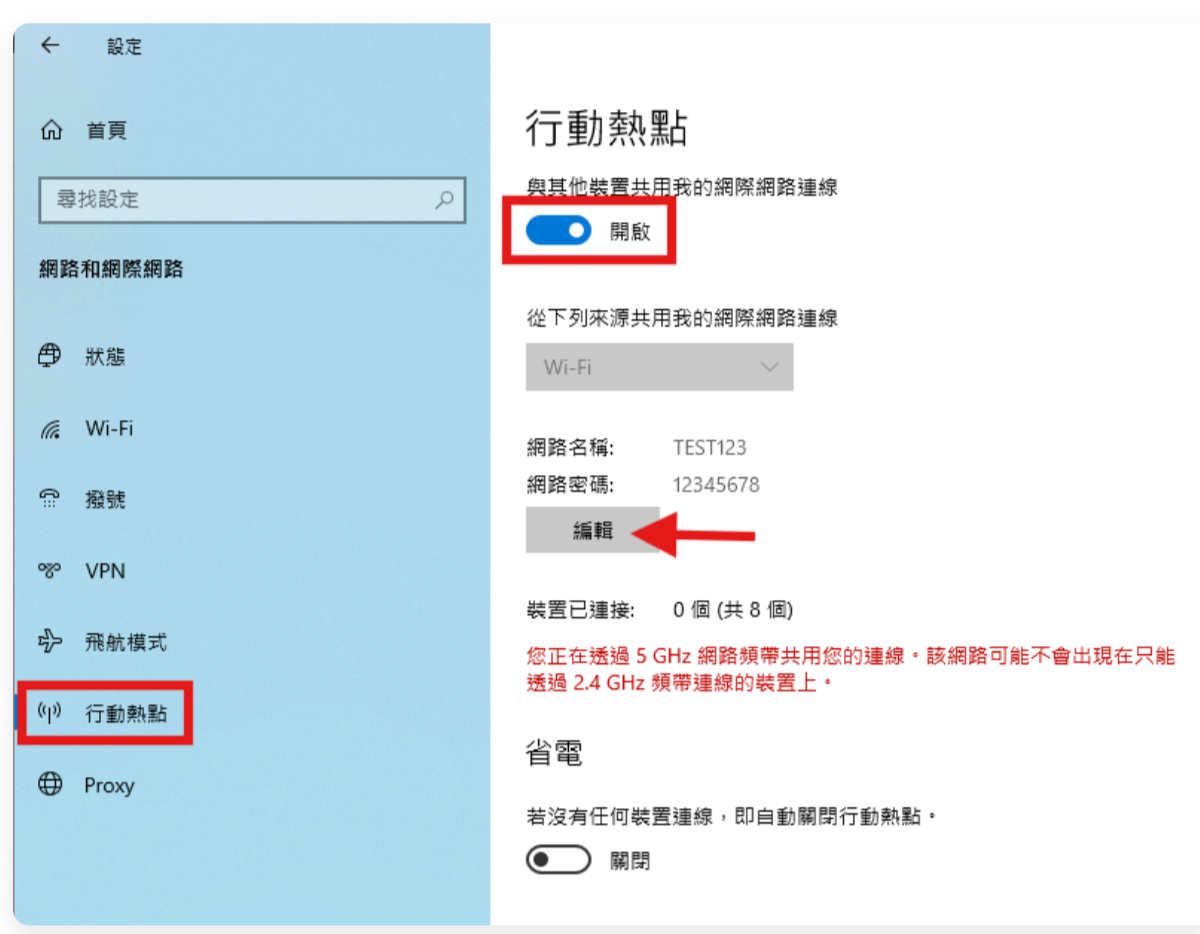 設定
首頁
尋找設定
網路和網際網路
狀態
Wi-Fi
撥號
VPN
飛航模式
行動熱點
Proxy
行動熱點
與其他裝置共用我的網際網路連線
開啟
從下列來源共用我的網際網路連線
Wi-Fi
網路名稱: TEST123
網路密碼: 12345678
編輯
裝置已連接: 0 個 (共 8 個)
您正在透過 5 GHz 網路頻帶共用您的連線。該網路可能不會出現在只能
透過 2.4 GHz 頻帶連線的裝置上。
省電
若沒有任何裝置連線，即自動關閉行動熱點。
關閉